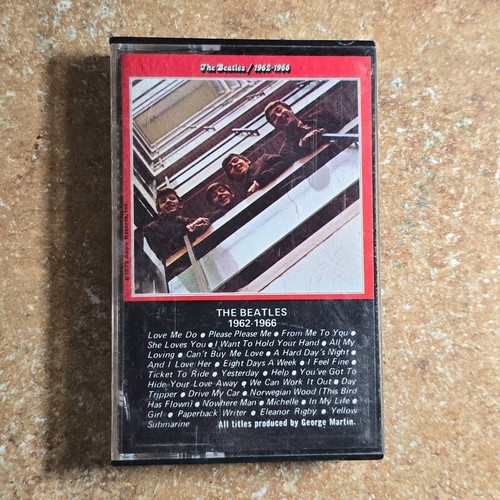 The Beatles / 1962-1966
℗1973 Apple Records, Inc.
THE BEATLES
1962-1966
Love Me Do ● Please Please Me ● From Me To You ●
She Loves You ● I Want To Hold Your Hand ● All My
Loving ● Can't Buy Me Love ● A Hard Day's Night ●
And I Love Her ● Eight Days A Week ● I Feel Fine ●
Ticket To Ride ● Yesterday ● Help ● You've Got To
Hide Your Love Away ● We Can Work It Out ● Day
Tripper ● Drive My Car ● Norwegian Wood (This Bird
Has Flown) ● Nowhere Man ● Michelle ● In My Life ●
Girl ● Paperback Writer ● Eleanor Rigby ● Yellow
Submarine All titles produced by George Martin.